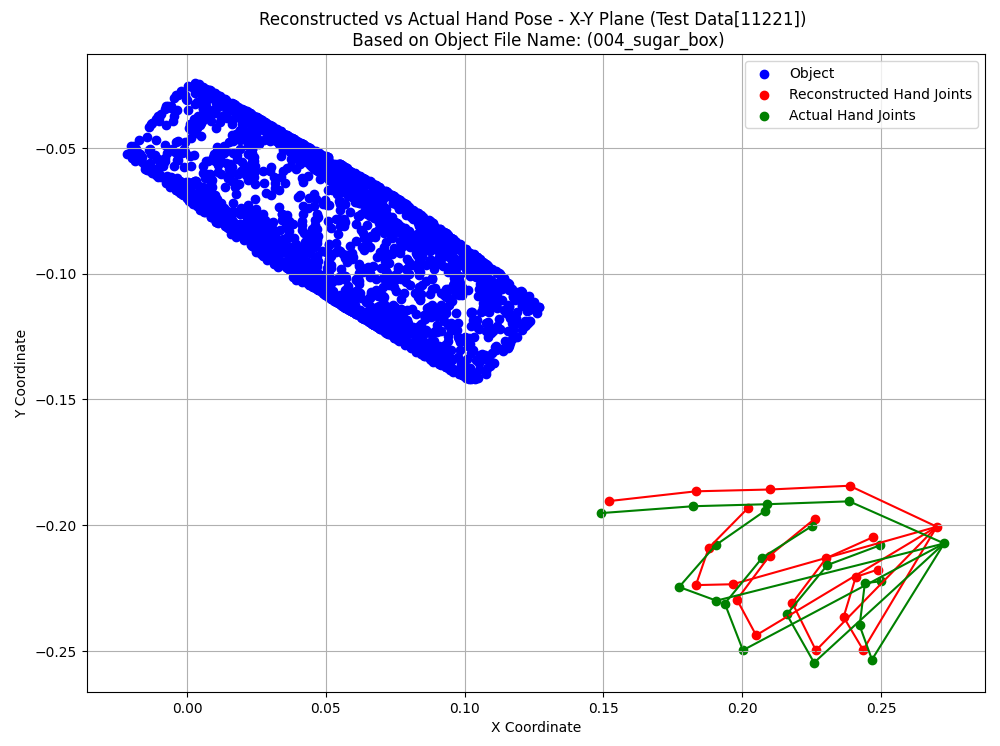 Reconstructed vs Actual Hand Pose - X-Y Plane (Test Data[11221])
Based on Object File Name: (004_sugar_box)
Object
Reconstructed Hand Joints
Actual Hand Joints
Y Coordinate
−0.05
−0.10
−0.15
−0.20
−0.25
0.00 0.05 0.10 0.15 0.20 0.25
X Coordinate